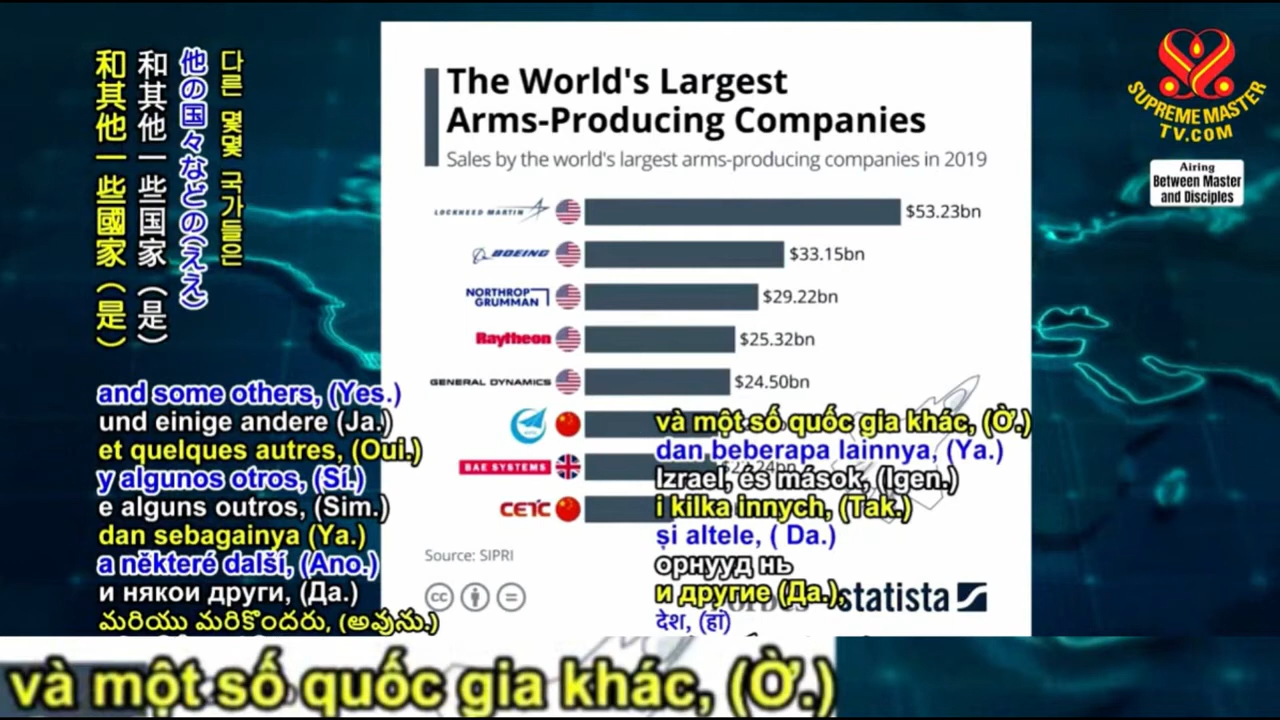 The World's Largest
Arms-Producing Companies
Sales by the world's largest arms-producing companies in 2019
LOCKHEED MARTIN $53.23bn
BOEING $33.15bn
NORTHROP GRUMMAN $29.22bn
Raytheon $25.32bn
GENERAL DYNAMICS $24.50bn
BAE SYSTEMS
CETC
Source: SIPRI
cc
statista
SUPREME MASTER
TV.COM
Airing
Between Master
and Disciples
다른 몇몇 국가들은
他の国々などの(ええ)
和其他一些国家（是）
和其他一些國家（是）
and some others, (Yes.)
und einige andere (Ja.)
et quelques autres, (Oui.)
y algunos otros, (Sí.)
e alguns outros, (Sim.)
dan sebagainya (Ya.)
a některé další, (Ano.)
и някои други, (Да.)
మరియు మరికొందరు, (అవును.)
và một số quốc gia khác, (Ờ.)
dan beberapa lainnya, (Ya.)
Izrael, és mások, (Igen.)
i kilka innych, (Tak.)
și altele, ( Da.)
орнууд нь
и другие (Да.),
देश, (हां)
và một số quốc gia khác, (Ờ.)